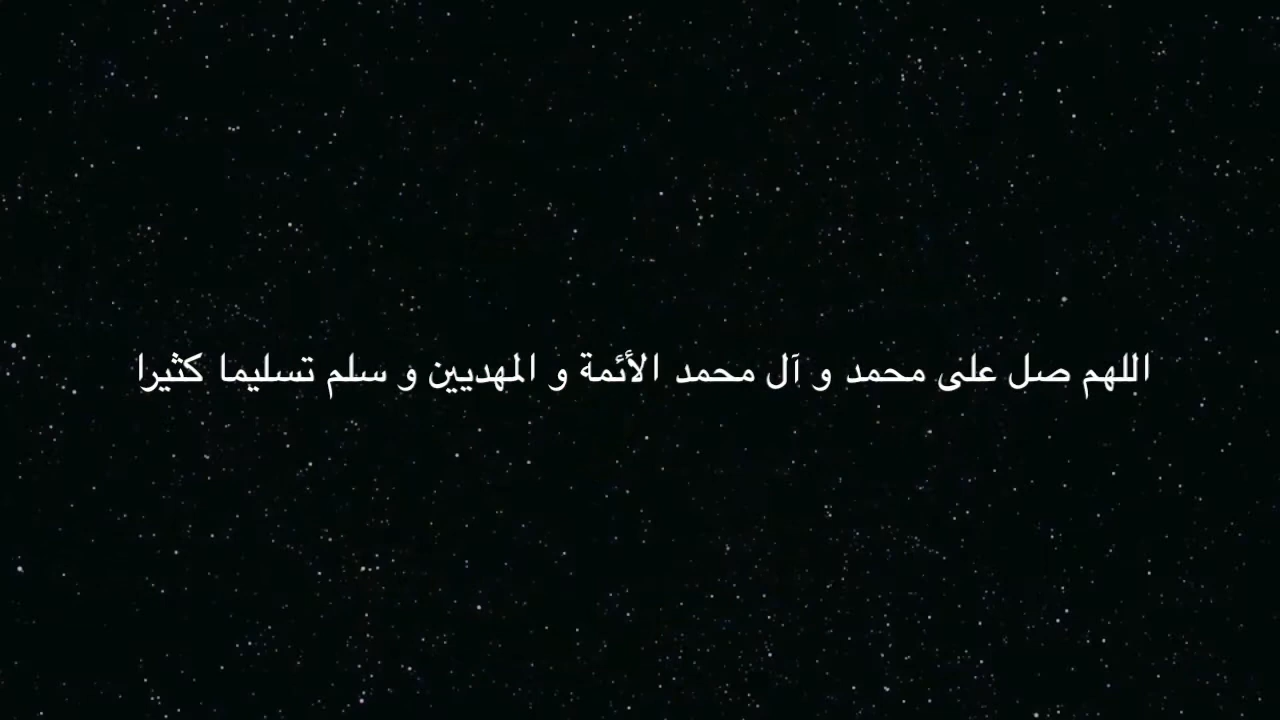 اللهم صل على محمد و آل محمد الأئمة و المهديين و سلم تسليما كثيرا